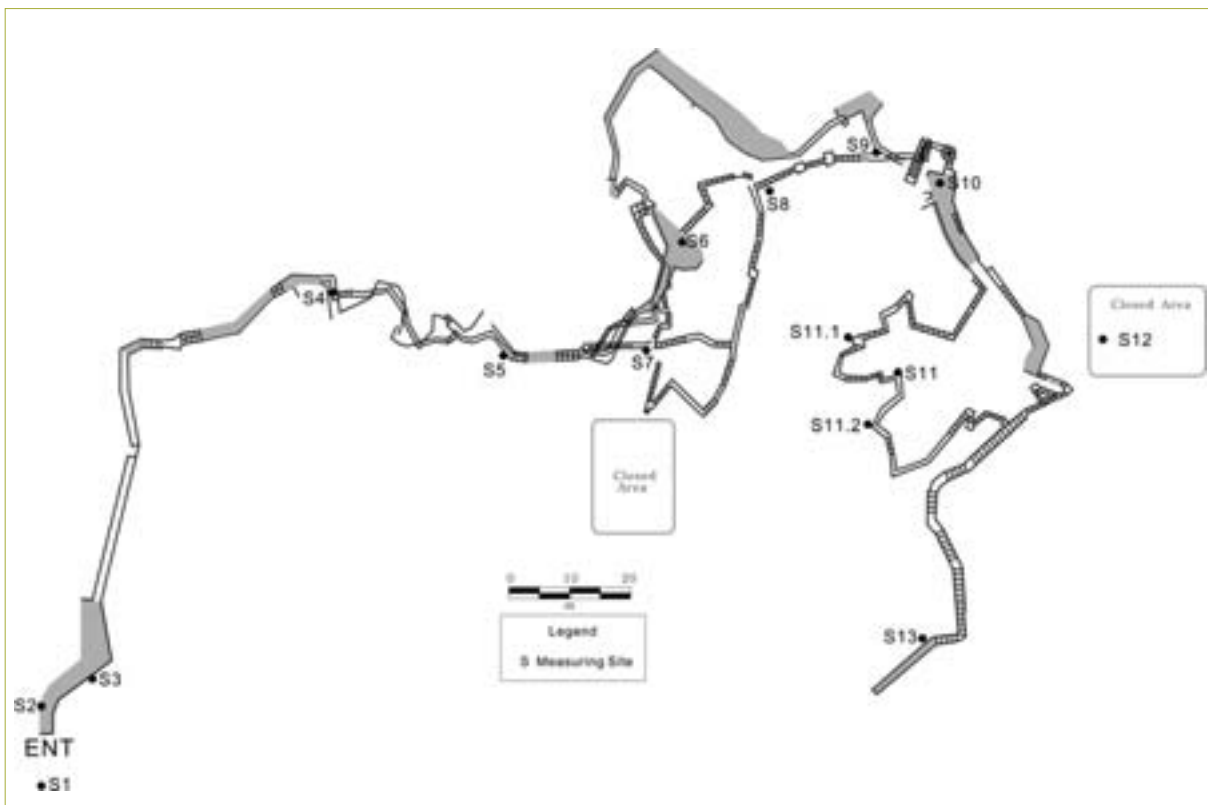 S9
S10
S8
S6
S4
Closed Area
S12
S11.1
S7
S5
S11
S11.2
Closed
Area
0
20
m
Legend
S Measuring Site
S13
S3
S2
ENT
S1